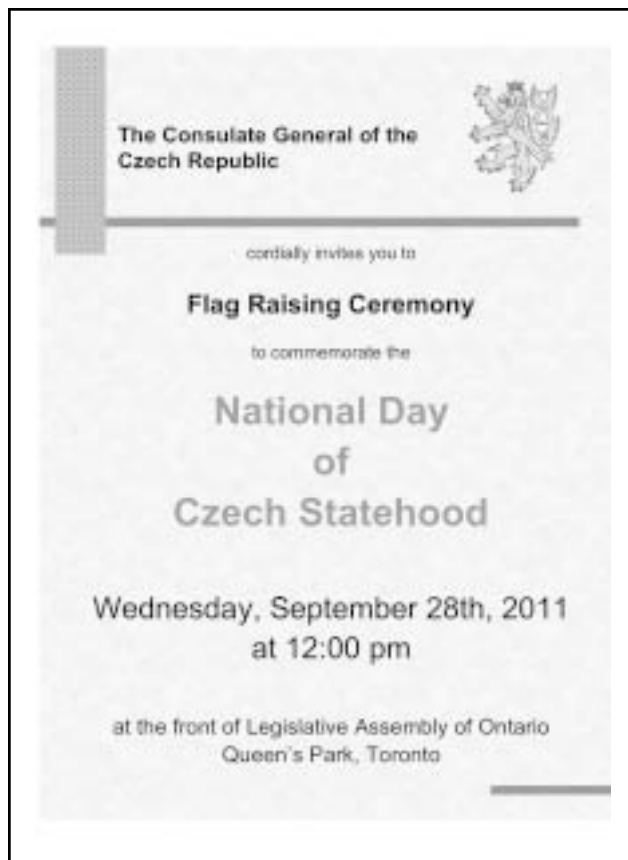 The Consulate General of the
Czech Republic
cordially invites you to
Flag Raising Ceremony
to commemorate the
National Day
of
Czech Statehood
Wednesday, September 28th, 2011
at 12:00 pm
at the front of Legislative Assembly of Ontario
Queen's Park, Toronto